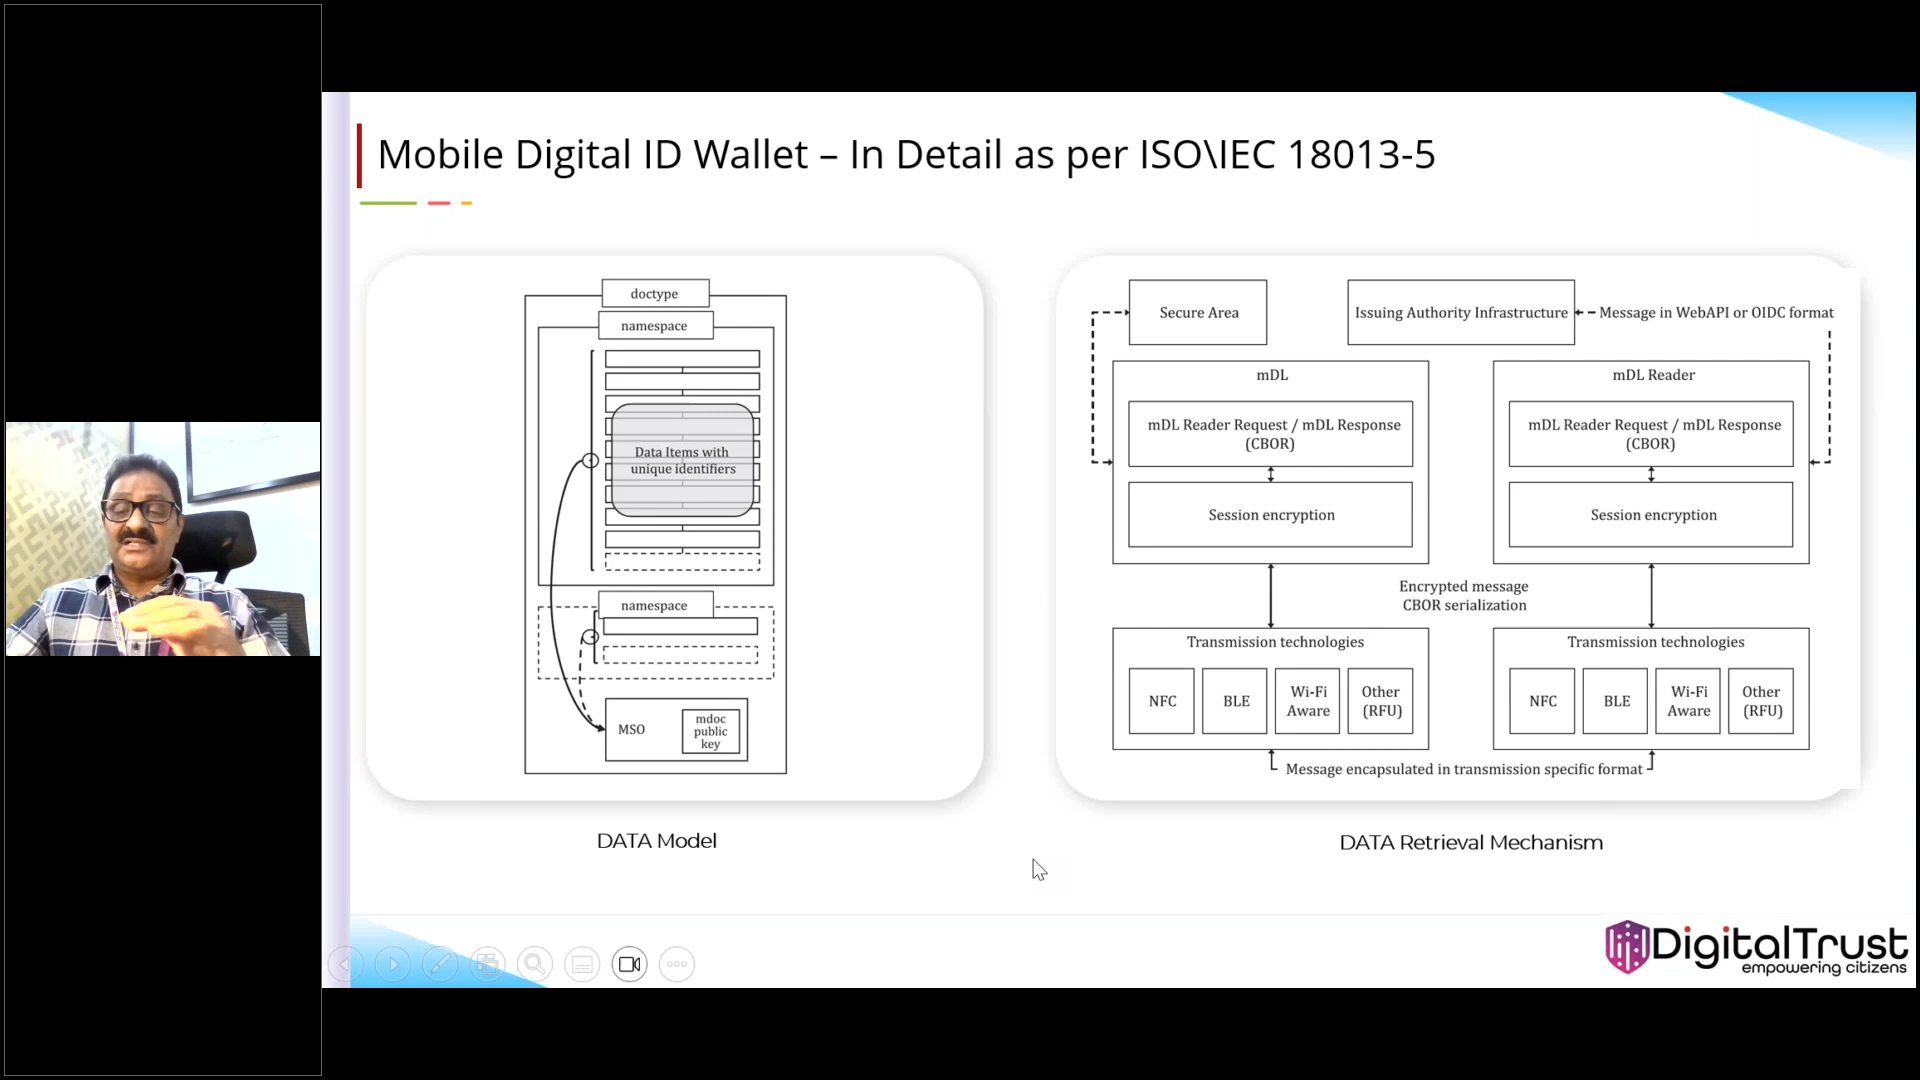 Mobile Digital ID Wallet – In Detail as per ISO\IEC 18013-5
doctype
namespace
Data Items with
unique identifiers
namespace
MSO
mdoc
public
key
DATA Model
Secure Area
Issuing Authority Infrastructure
Message in WebAPI or OIDC format
mDL
mDL Reader Request / mDL Response
(CBOR)
Session encryption
mDL Reader
mDL Reader Request / mDL Response
(CBOR)
Session encryption
Encrypted message
CBOR serialization
Transmission technologies
NFC
BLE
Wi-Fi
Aware
Other
(RFU)
Transmission technologies
NFC
BLE
Wi-Fi
Aware
Other
(RFU)
Message encapsulated in transmission specific format
DATA Retrieval Mechanism
DigitalTrust
empowering citizens